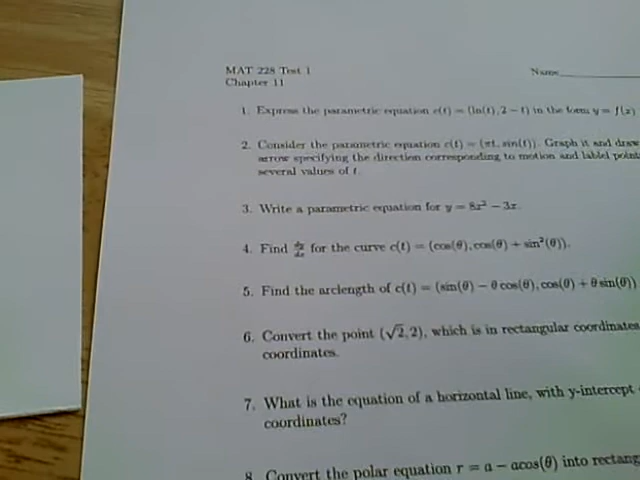 MAT 228 Test 1
Name
Chapter 11
1. Express the parametric equation c(t) = (ln(t), 2 − t) in the form y = f(x)
2. Consider the parametric equation c(t) = (πt, sin(t)). Graph it and draw
arrow specifying the direction corresponding to motion and lablel point
several values of t.
3. Write a parametric equation for y = 8x² − 3x.
4. Find dy/dx for the curve c(t) = (cos(θ), cos(θ) + sin²(θ)).
5. Find the arclength of c(t) = (sin(θ) − θ cos(θ), cos(θ) + θ sin(θ))
6. Convert the point (√2, 2), which is in rectangular coordinates
coordinates.
7. What is the equation of a horizontal line, with y-intercept
coordinates?
8. Convert the polar equation r = a − acos(θ) into rectang